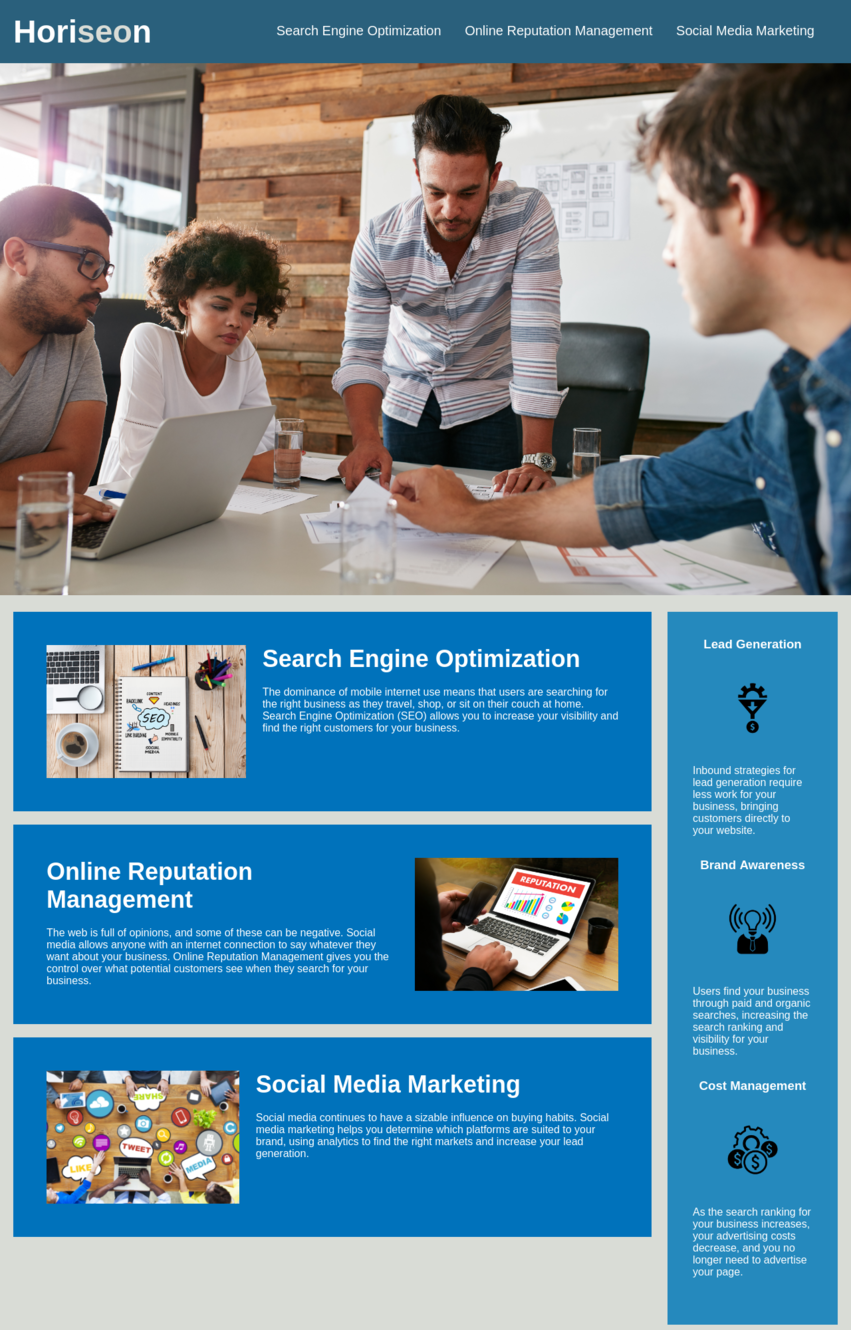 Horiseon
Search Engine Optimization
Online Reputation Management
Social Media Marketing
SEO
CONTENT
BACKLINK
HEADINGS
LINK BUILDING
MOBILE COMPATIBILITY
SOCIAL MEDIA
Search Engine Optimization
The dominance of mobile internet use means that users are searching for
the right business as they travel, shop, or sit on their couch at home.
Search Engine Optimization (SEO) allows you to increase your visibility and
find the right customers for your business.
Online Reputation
Management
The web is full of opinions, and some of these can be negative. Social
media allows anyone with an internet connection to say whatever they
want about your business. Online Reputation Management gives you the
control over what potential customers see when they search for your
business.
REPUTATION
SHARE
TWEET
LIKE
MEDIA
Social Media Marketing
Social media continues to have a sizable influence on buying habits. Social
media marketing helps you determine which platforms are suited to your
brand, using analytics to find the right markets and increase your lead
generation.
Lead Generation
Inbound strategies for
lead generation require
less work for your
business, bringing
customers directly to
your website.
Brand Awareness
Users find your business
through paid and organic
searches, increasing the
search ranking and
visibility for your
business.
Cost Management
As the search ranking for
your business increases,
your advertising costs
decrease, and you no
longer need to advertise
your page.